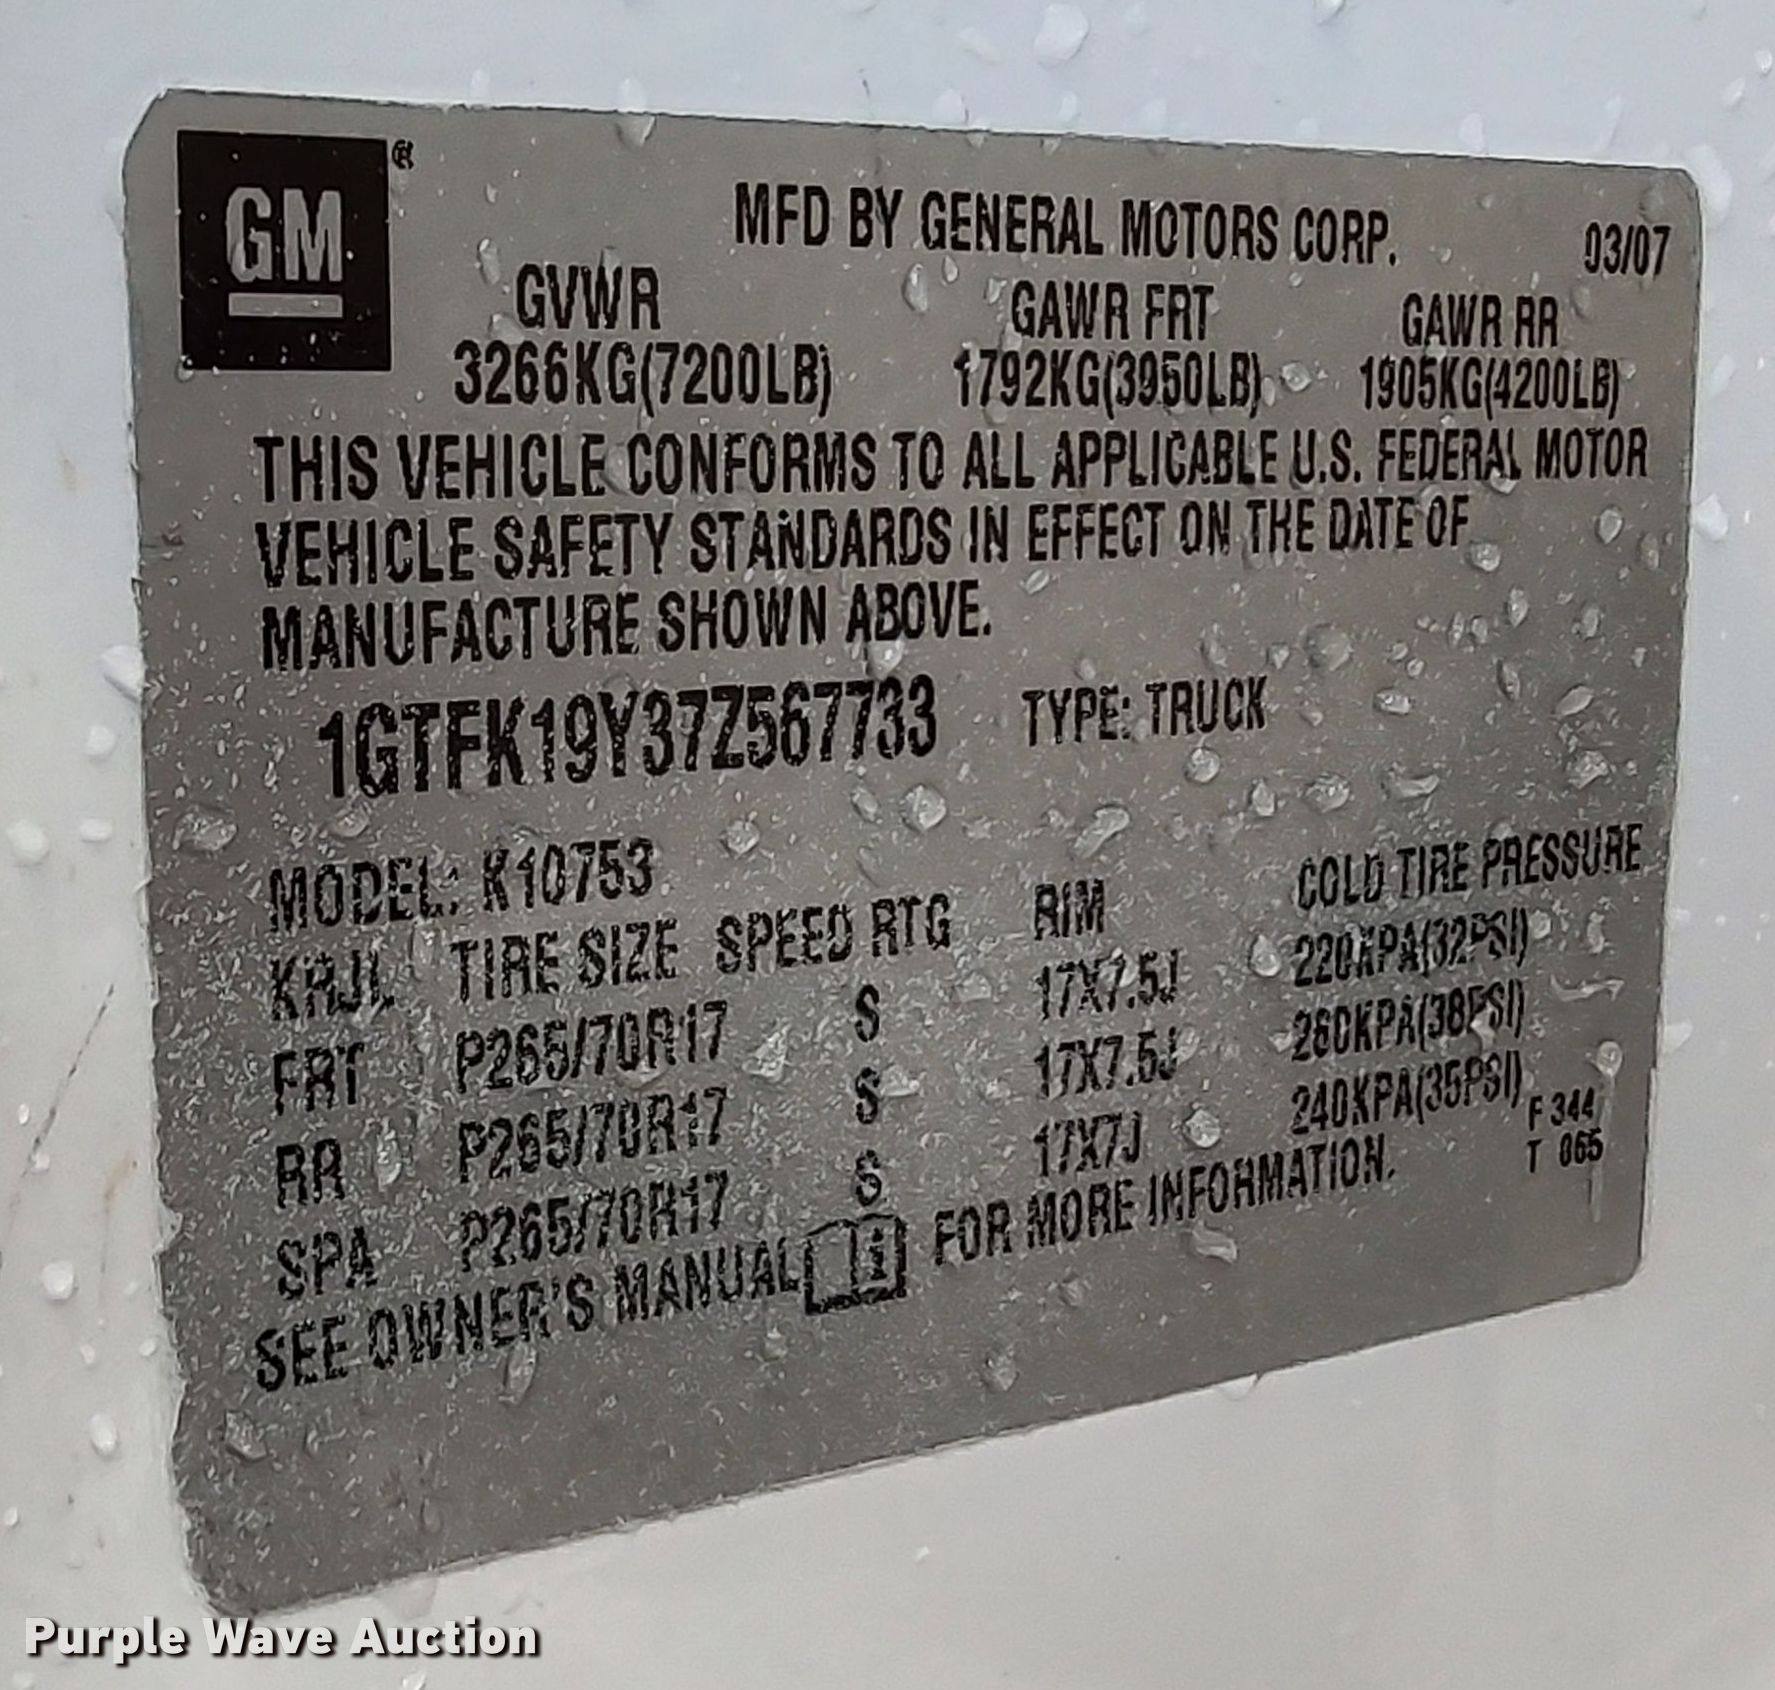 GM®
MFD BY GENERAL MOTORS CORP. 03/07
GVWR GAWR FRT GAWR RR
3266KG(7200LB) 1792KG(3950LB) 1905KG(4200LB)
THIS VEHICLE CONFORMS TO ALL APPLICABLE U.S. FEDERAL MOTOR
VEHICLE SAFETY STANDARDS IN EFFECT ON THE DATE OF
MANUFACTURE SHOWN ABOVE.
1GTFK19Y37Z567733 TYPE: TRUCK
MODEL: K10753
KRJL TIRE SIZE SPEED RTG RIM COLD TIRE PRESSURE
FRT P265/70R17 S 17X7.5J 220KPA(32PSI)
RR P265/70R17 S 17X7.5J 260KPA(38PSI)
SPA P265/70R17 S 17X7J 240KPA(35PSI)
SEE OWNER'S MANUAL FOR MORE INFORMATION.
F 344
T 065
Purple Wave Auction